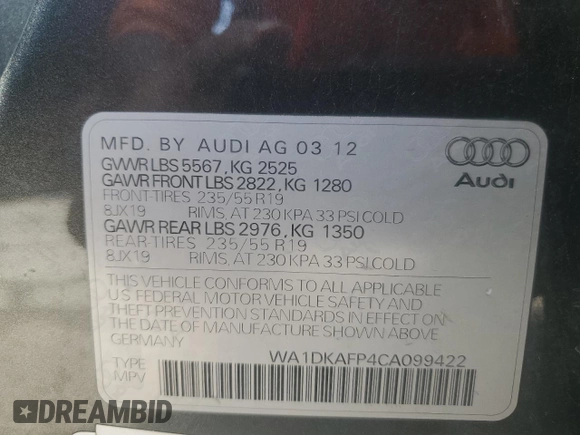 MFD. BY AUDI AG 03 12
GVWR LBS 5567, KG 2525
GAWR FRONT LBS 2822, KG 1280
FRONT-TIRES 235/55 R19
8JX19 RIMS, AT 230 KPA 33 PSI COLD
GAWR REAR LBS 2976, KG 1350
REAR-TIRES 235/55 R19
8JX19 RIMS, AT 230 KPA 33 PSI COLD
THIS VEHICLE CONFORMS TO ALL APPLICABLE
U.S FEDERAL MOTOR VEHICLE SAFETY AND
THEFT PREVENTION STANDARDS IN EFFECT ON
THE DATE OF MANUFACTURE SHOWN ABOVE
GERMANY
Audi
WA1DKAFP4CA099422
TYPE
MPV
DREAMBID